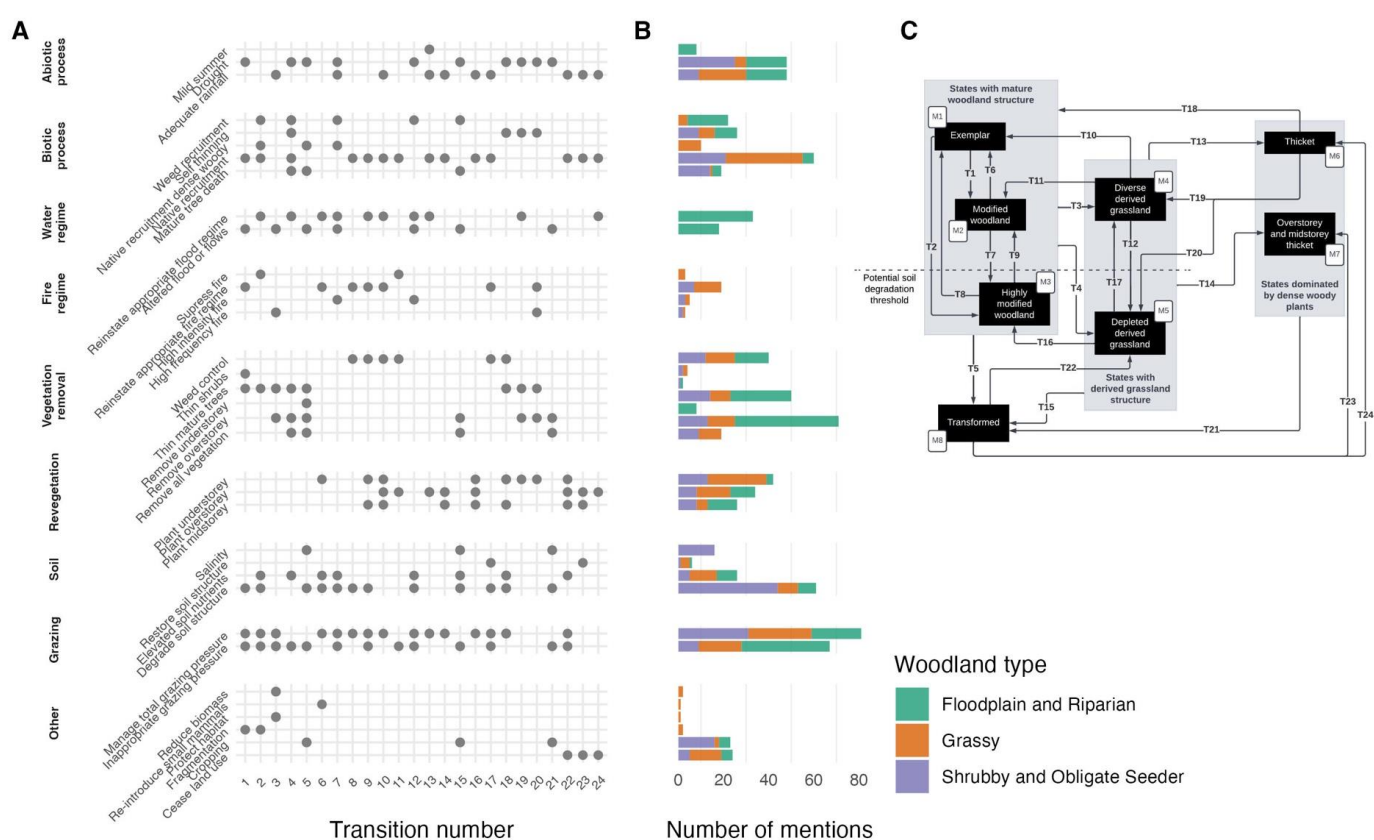 A
B
C
Abiotic
process
Mild summer
Drought
Adequate rainfall
Biotic
process
Weed recruitment
Self thinning
Native recruitment dense woody
Native recruitment
Mature tree death
Water
regime
Reinstate appropriate flood regime
Altered flood or flows
Fire
regime
Suppress fire
Reinstate appropriate fire regime
High intensity fire
High frequency fire
Vegetation
removal
Weed control
Thin shrubs
Thin mature trees
Remove understorey
Remove overstorey
Remove all vegetation
Revegetation
Plant understorey
Plant overstorey
Plant midstorey
Soil
Salinity
Restore soil structure
Elevated soil nutrients
Degrade soil structure
Grazing
Manage total grazing pressure
Inappropriate grazing pressure
Other
Reduce biomass
Re-introduce small mammals
Protect habitat
Fragmentation
Cropping
Cease land use
1 2 3 4 5 6 7 8 9 10 11 12 13 14 15 16 17 18 19 20 21 22 23 24
Transition number
0 20 40 60 80
Number of mentions
States with mature
woodland structure
M1
Exemplar
T18
T10
T13
Thicket
M6
T1
T6
T11
Diverse
derived
grassland
M4
T19
Modified
woodland
M2
T3
T2
T7
T9
T12
Overstorey
and midstorey
thicket
M7
T20
Potential soil
degradation
threshold
T8
Highly
modified
woodland
M3
T4
T17
T14
States dominated
by dense woody
plants
Depleted
derived
grassland
M5
T16
T5
T22
States with
derived grassland
structure
T15
T23
T24
Transformed
M8
T21
Woodland type
Floodplain and Riparian
Grassy
Shrubby and Obligate Seeder